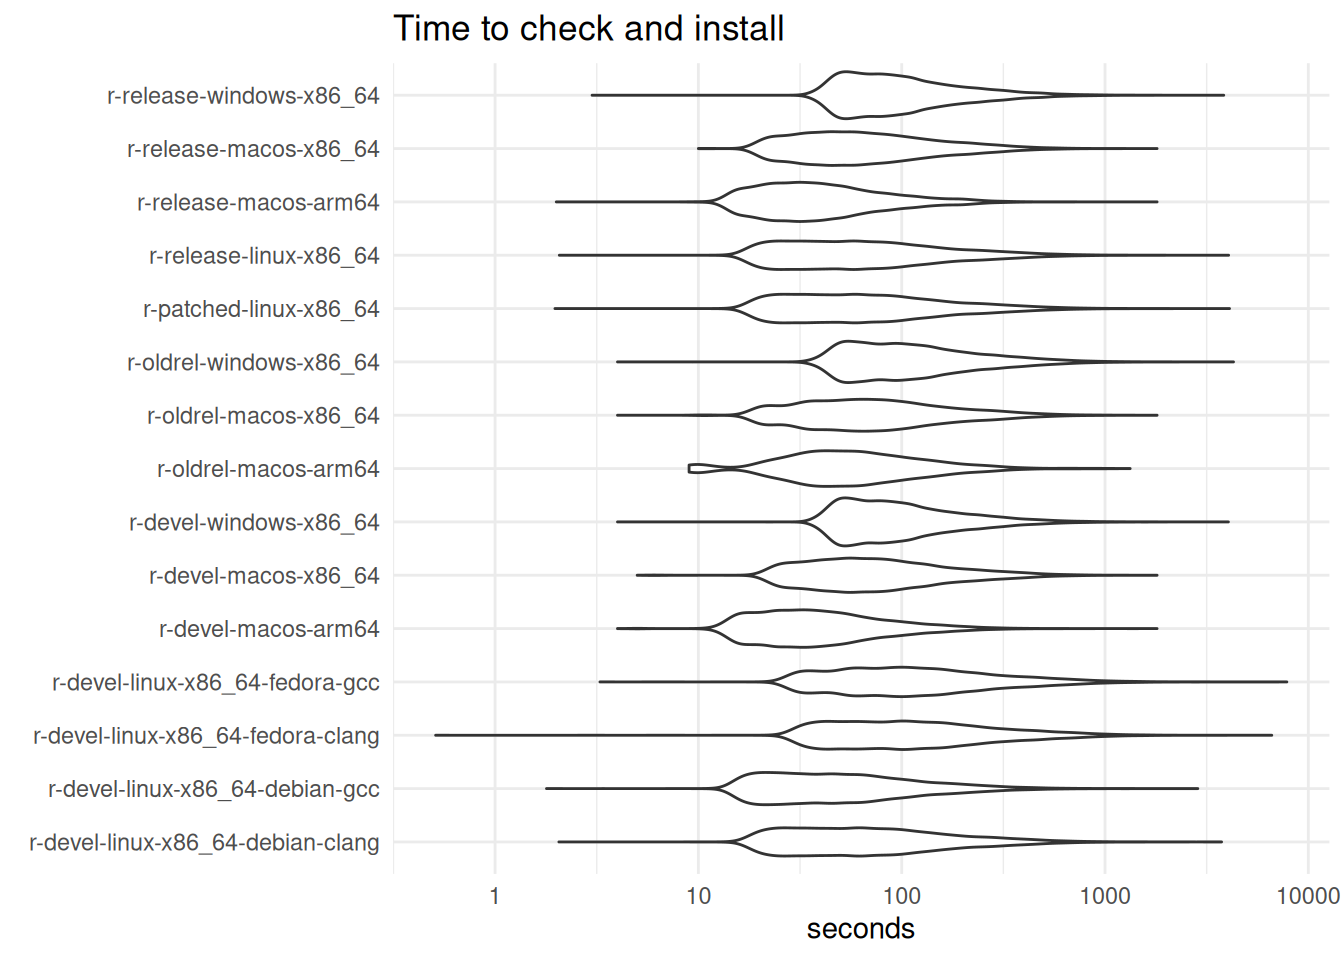 Time to check and install
r-release-windows-x86_64
r-release-macos-x86_64
r-release-macos-arm64
r-release-linux-x86_64
r-patched-linux-x86_64
r-oldrel-windows-x86_64
r-oldrel-macos-x86_64
r-oldrel-macos-arm64
r-devel-windows-x86_64
r-devel-macos-x86_64
r-devel-macos-arm64
r-devel-linux-x86_64-fedora-gcc
r-devel-linux-x86_64-fedora-clang
r-devel-linux-x86_64-debian-gcc
r-devel-linux-x86_64-debian-clang
1 10 100 1000 10000
seconds